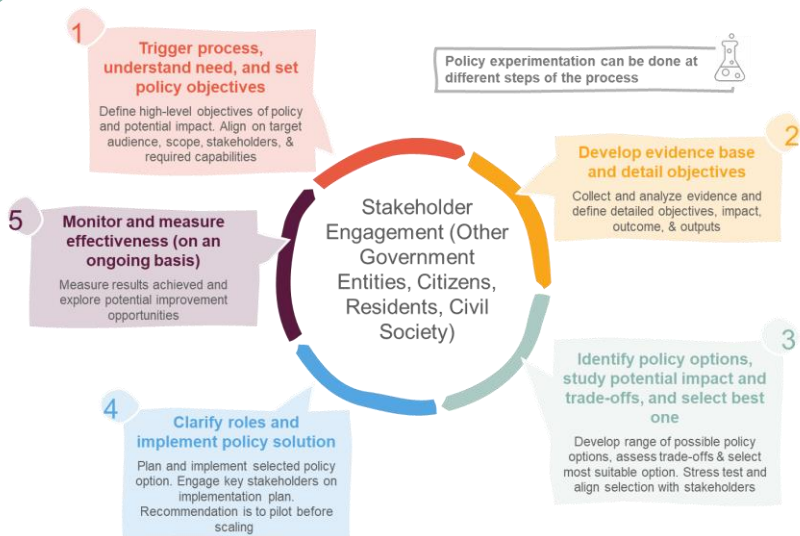 1
Trigger process,
understand need, and set
policy objectives
Define high-level objectives of policy
and potential impact. Align on target
audience, scope, stakeholders, &
required capabilities
Policy experimentation can be done at
different steps of the process
2
Develop evidence base
and detail objectives
Collect and analyze evidence and
define detailed objectives, impact,
outcome, & outputs
Stakeholder
Engagement (Other
Government
Entities, Citizens,
Residents, Civil
Society)
3
Identify policy options,
study potential impact and
trade-offs, and select best
one
Develop range of possible policy
options, assess trade-offs & select
most suitable option. Stress test and
align selection with stakeholders
4
Clarify roles and
implement policy solution
Plan and implement selected policy
option. Engage key stakeholders on
implementation plan.
Recommendation is to pilot before
scaling
5
Monitor and measure
effectiveness (on an
ongoing basis)
Measure results achieved and
explore potential improvement
opportunities